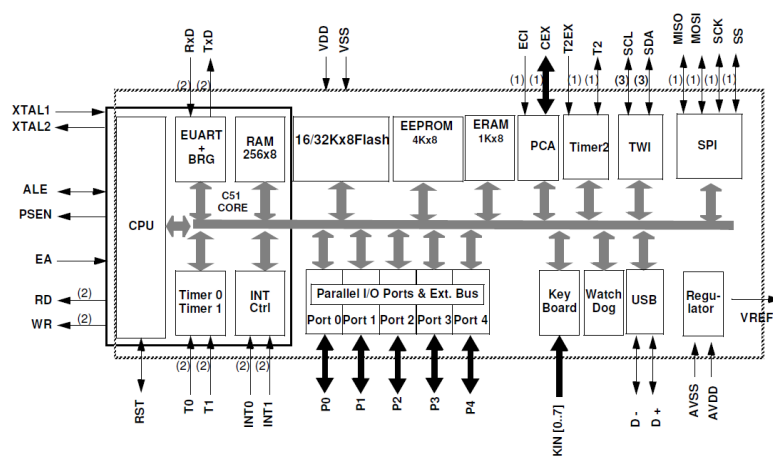 RxD
TxD
VDD
VSS
ECI
CEX
T2EX
T2
SCL
SDA
MISO
MOSI
SCK
SS
(2) (2)
(1) (1) (1) (1) (3) (3) (1) (1) (1) (1)
XTAL1
XTAL2
ALE
PSEN
EA
RD
(2)
WR
(2)
CPU
EUART
+
BRG
RAM
256x8
C51
CORE
16/32Kx8Flash
EEPROM
4Kx8
ERAM
1Kx8
PCA
Timer2
TWI
SPI
Timer 0
Timer 1
INT
Ctrl
Parallel I/O Ports & Ext. Bus
Port 0 Port 1 Port 2 Port 3 Port 4
Key
Board
Watch
Dog
USB
Regu-
lator
VREF
(2) (2) (2) (2)
RST
T0
T1
INT0
INT1
P0
P1
P2
P3
P4
KIN [0..7]
D -
D +
AVSS
AVDD